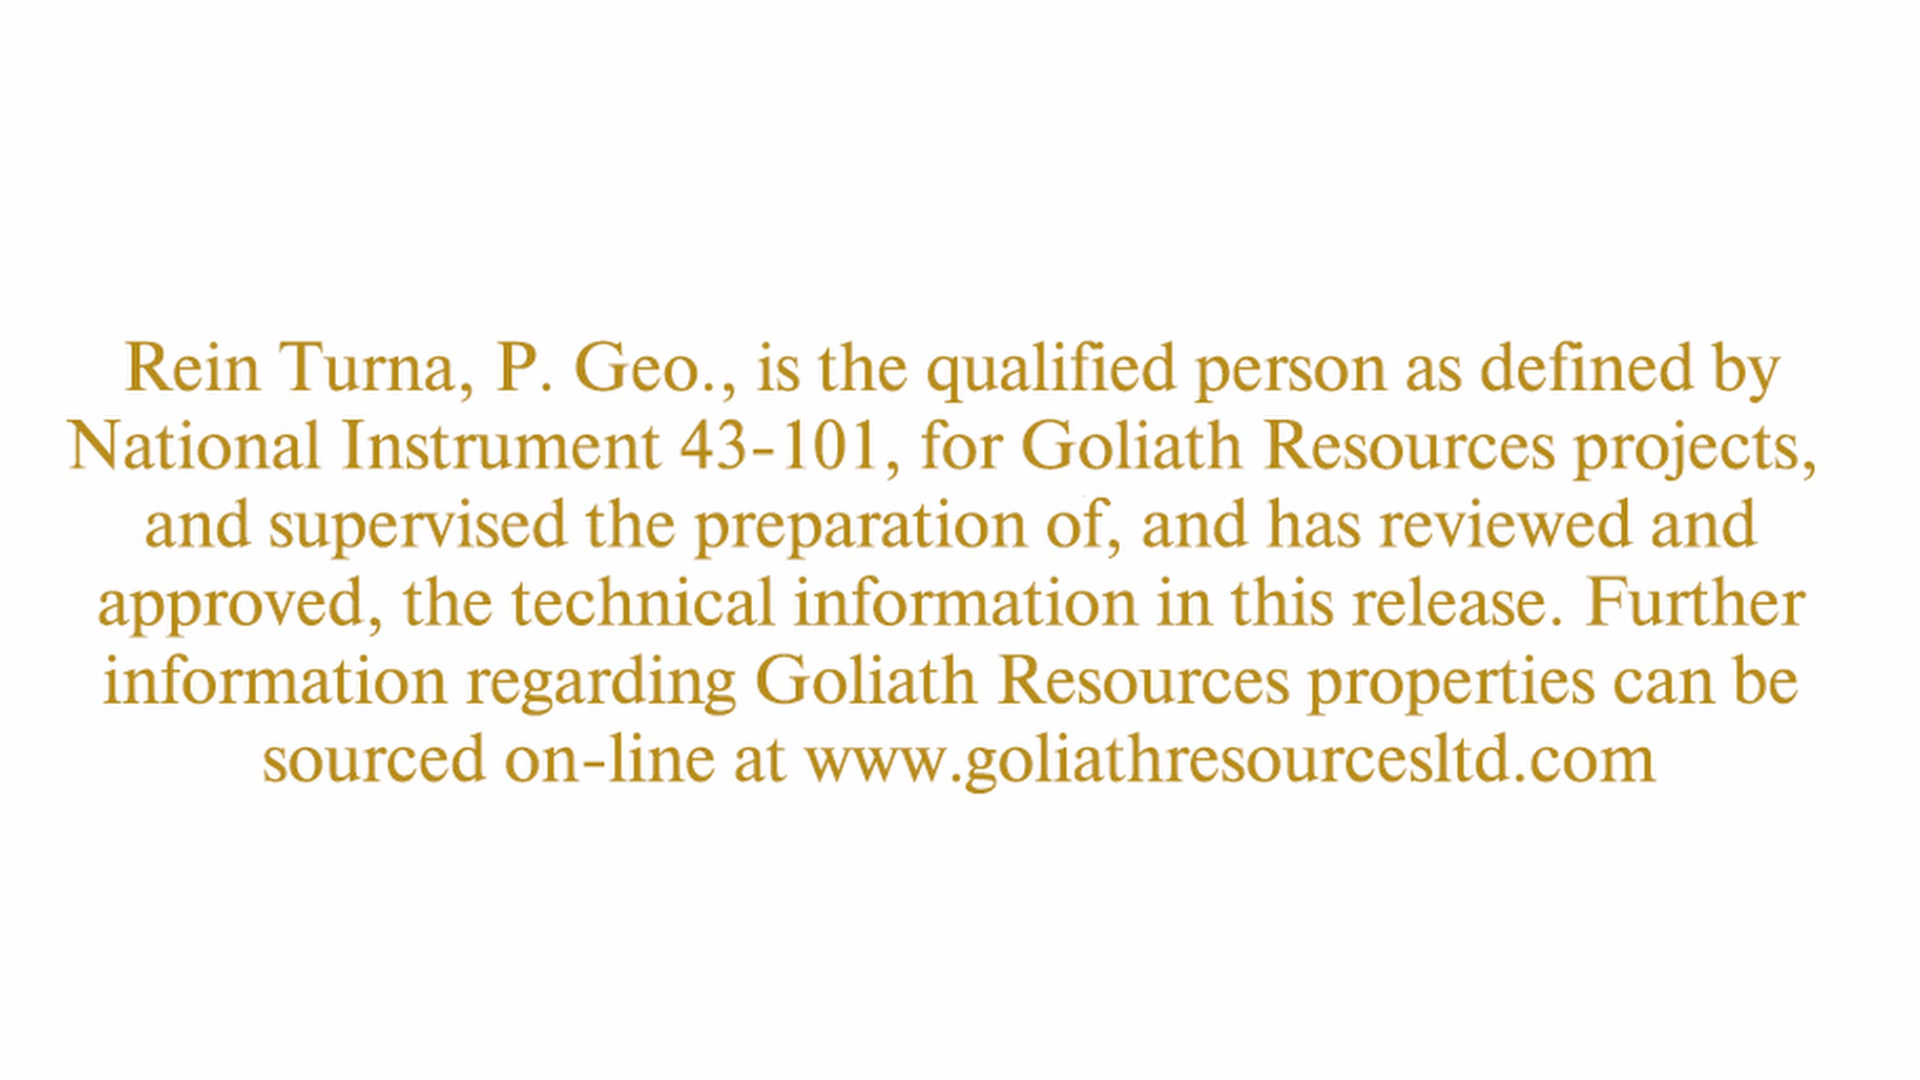 Rein Turna, P. Geo., is the qualified person as defined by
National Instrument 43-101, for Goliath Resources projects,
and supervised the preparation of, and has reviewed and
approved, the technical information in this release. Further
information regarding Goliath Resources properties can be
sourced on-line at www.goliathresourcesltd.com